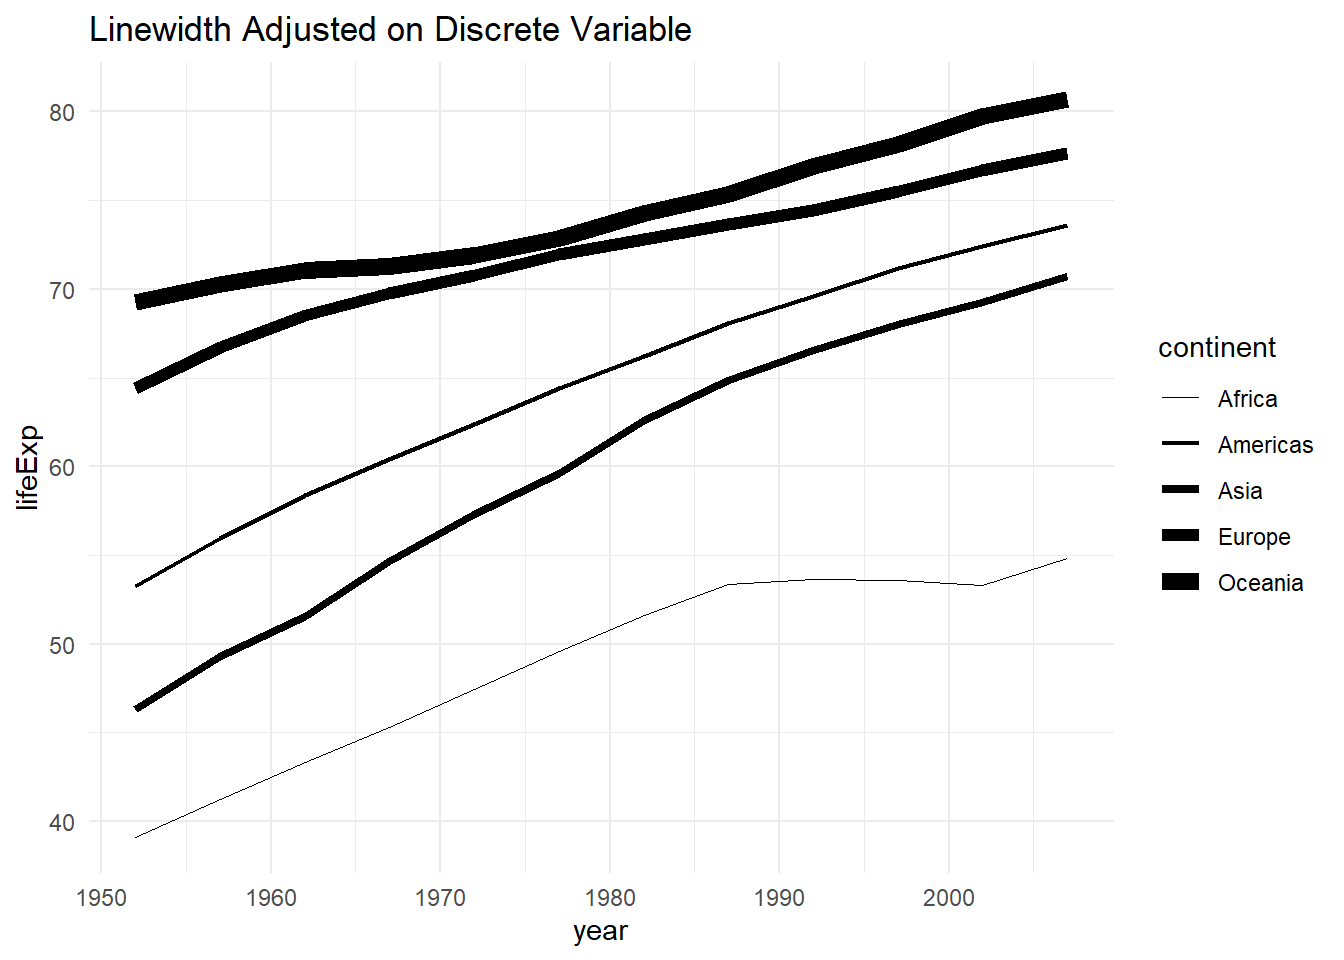 Linewidth Adjusted on Discrete Variable
80
70
60
50
40
lifeExp
1950 1960 1970 1980 1990 2000
year
continent
Africa
Americas
Asia
Europe
Oceania